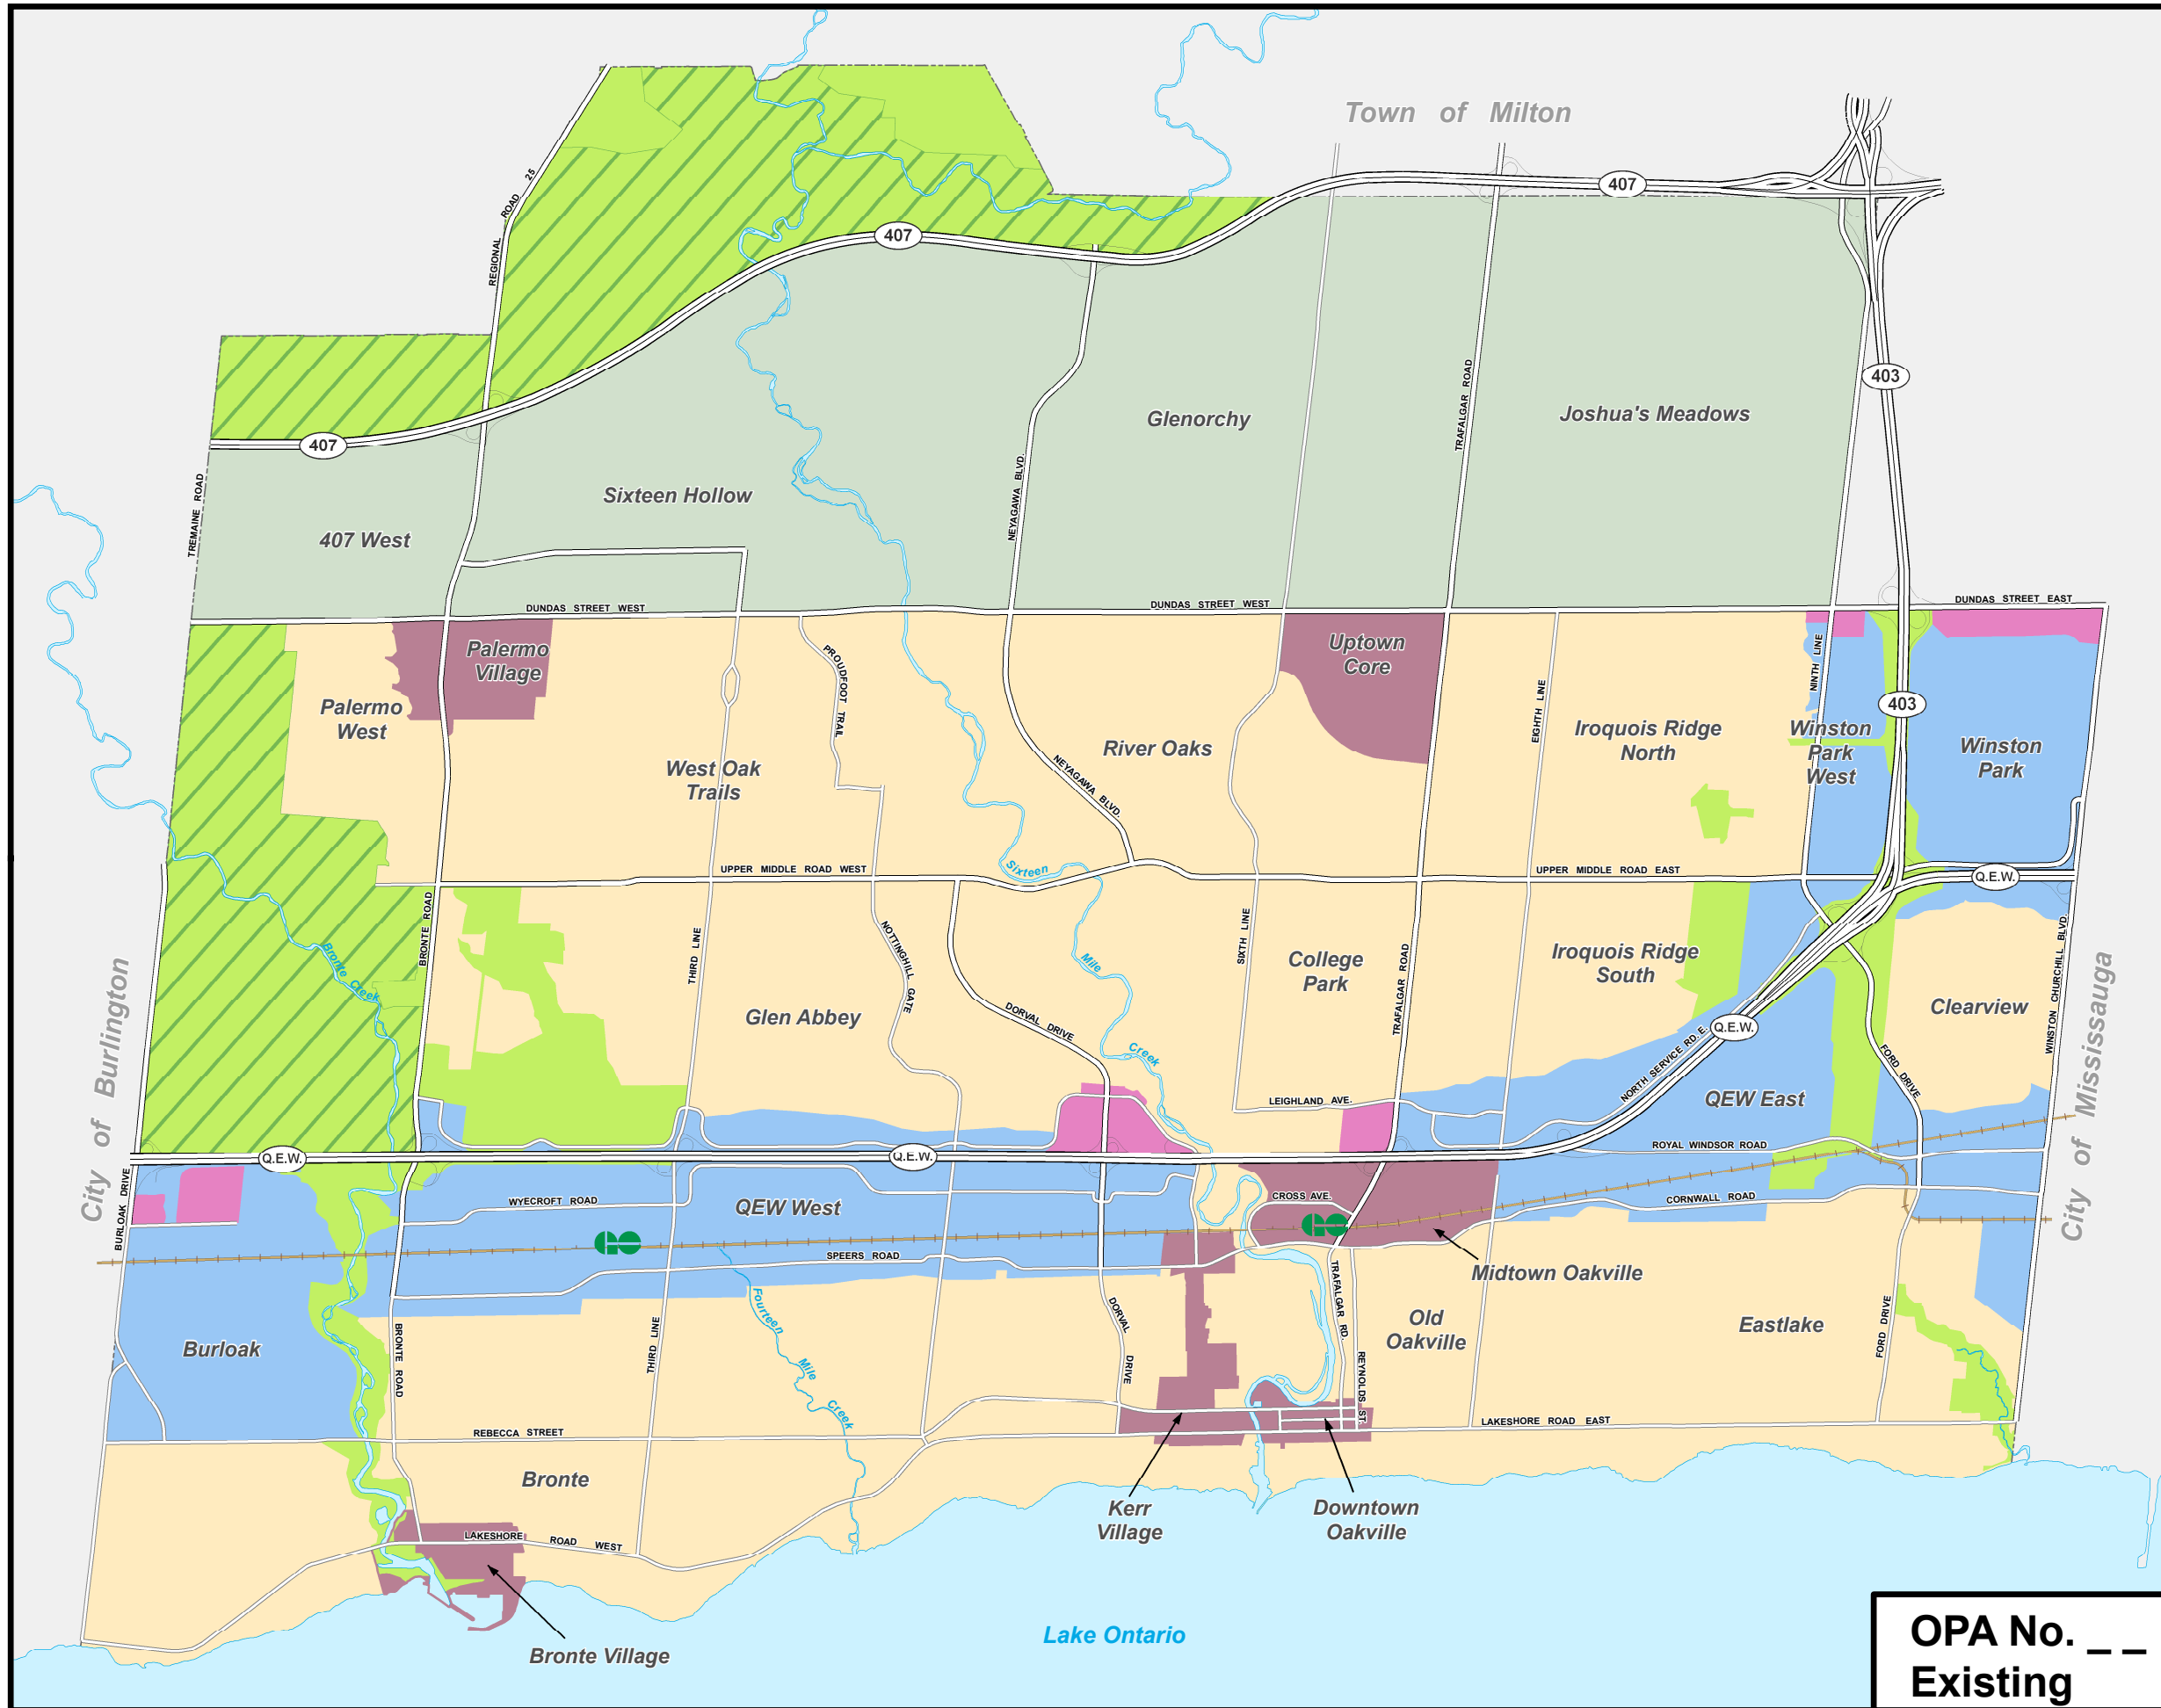 Town of Milton
407
REGIONAL ROAD 25
407
403
TRAFALGAR ROAD
Glenorchy
Joshua's Meadows
407
Sixteen Hollow
NEYAGAWA BLVD.
TREMAINE ROAD
407 West
DUNDAS STREET WEST
DUNDAS STREET WEST
DUNDAS STREET EAST
Palermo
Village
Uptown
Core
PROUDFOOT TRAIL
NINTH LINE
EIGHTH LINE
403
Palermo
West
West Oak
Trails
River Oaks
NEYAGAWA BLVD.
Iroquois Ridge
North
Winston
Park
West
Winston
Park
UPPER MIDDLE ROAD WEST
Sixteen
UPPER MIDDLE ROAD EAST
Q.E.W.
BRONTE ROAD
Bronte
Creek
THIRD LINE
NOTTINGHILL GATE
Mile
SIXTH LINE
College
Park
TRAFALGAR ROAD
Iroquois Ridge
South
WINSTON CHURCHILL BLVD.
City of Burlington
Glen Abbey
DORVAL DRIVE
Creek
Q.E.W.
NORTH SERVICE RD. E.
FORD DRIVE
Clearview
City of Mississauga
LEIGHLAND AVE.
QEW East
Q.E.W.
Q.E.W.
ROYAL WINDSOR ROAD
BURLOAK DRIVE
WYECROFT ROAD
QEW West
CROSS AVE.
CORNWALL ROAD
GO
GO
SPEERS ROAD
Midtown Oakville
Fourteen
Mile
Creek
TRAFALGAR RD.
DORVAL
DRIVE
Burloak
BRONTE ROAD
THIRD LINE
Old
Oakville
REYNOLDS ST.
Eastlake
FORD DRIVE
REBECCA STREET
LAKESHORE ROAD EAST
Bronte
Kerr
Village
Downtown
Oakville
LAKESHORE ROAD WEST
Bronte Village
Lake Ontario
OPA No. _ _
Existing